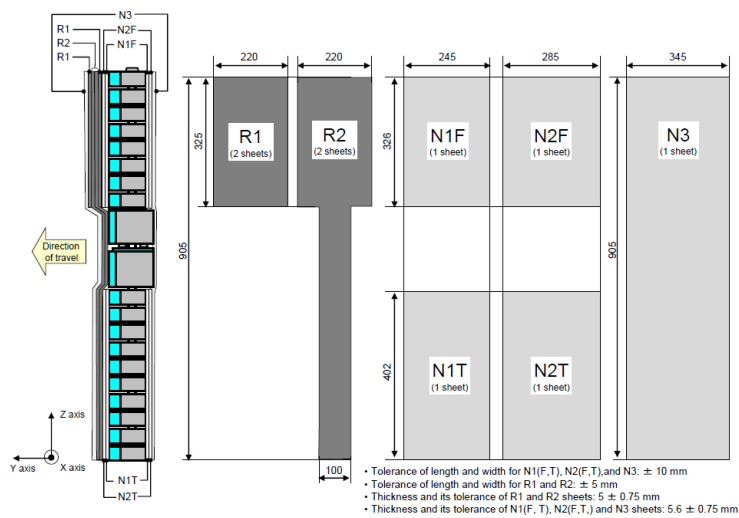 N3
R1
N2F
R2
N1F
R1
220
220
245
285
345
325
R1
(2 sheets)
R2
(2 sheets)
326
N1F
(1 sheet)
N2F
(1 sheet)
N3
(1 sheet)
905
905
Direction
of travel
402
N1T
(1 sheet)
N2T
(1 sheet)
Z axis
Y axis
X axis
N1T
N2T
100
• Tolerance of length and width for N1(F,T), N2(F,T),and N3: ± 10 mm
• Tolerance of length and width for R1 and R2: ± 5 mm
• Thickness and its tolerance of R1 and R2 sheets: 5 ± 0.75 mm
• Thickness and its tolerance of N1(F, T), N2(F,T,) and N3 sheets: 5.6 ± 0.75 mm